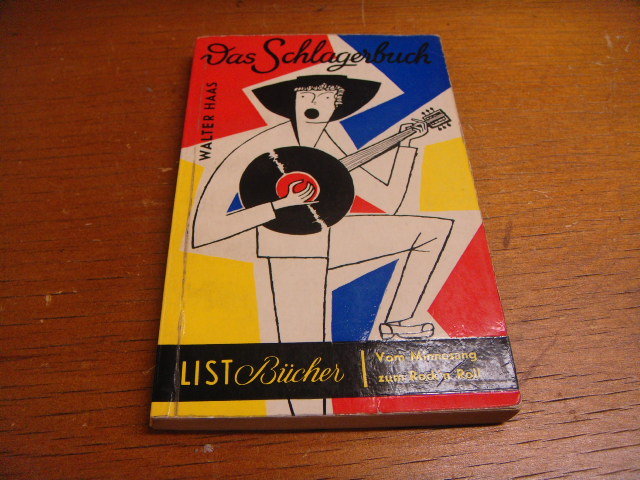 Das Schlagerbuch
WALTER HAAS
LIST Bücher
Vom Minnesang
zum Rock'n Roll